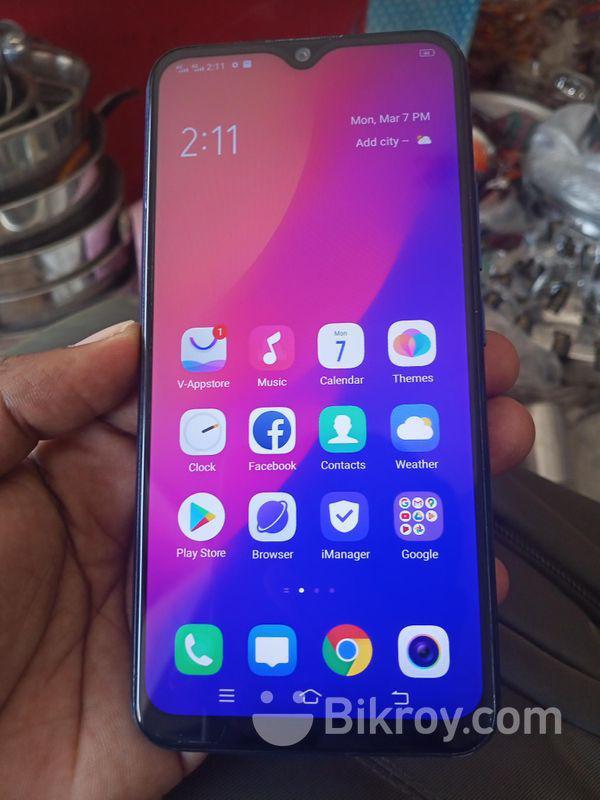 2:11
2:11
Mon, Mar 7 PM
Add city --
1
Mon
7
V-Appstore Music Calendar Themes
Clock Facebook Contacts Weather
Play Store Browser iManager Google
Bikroy.com